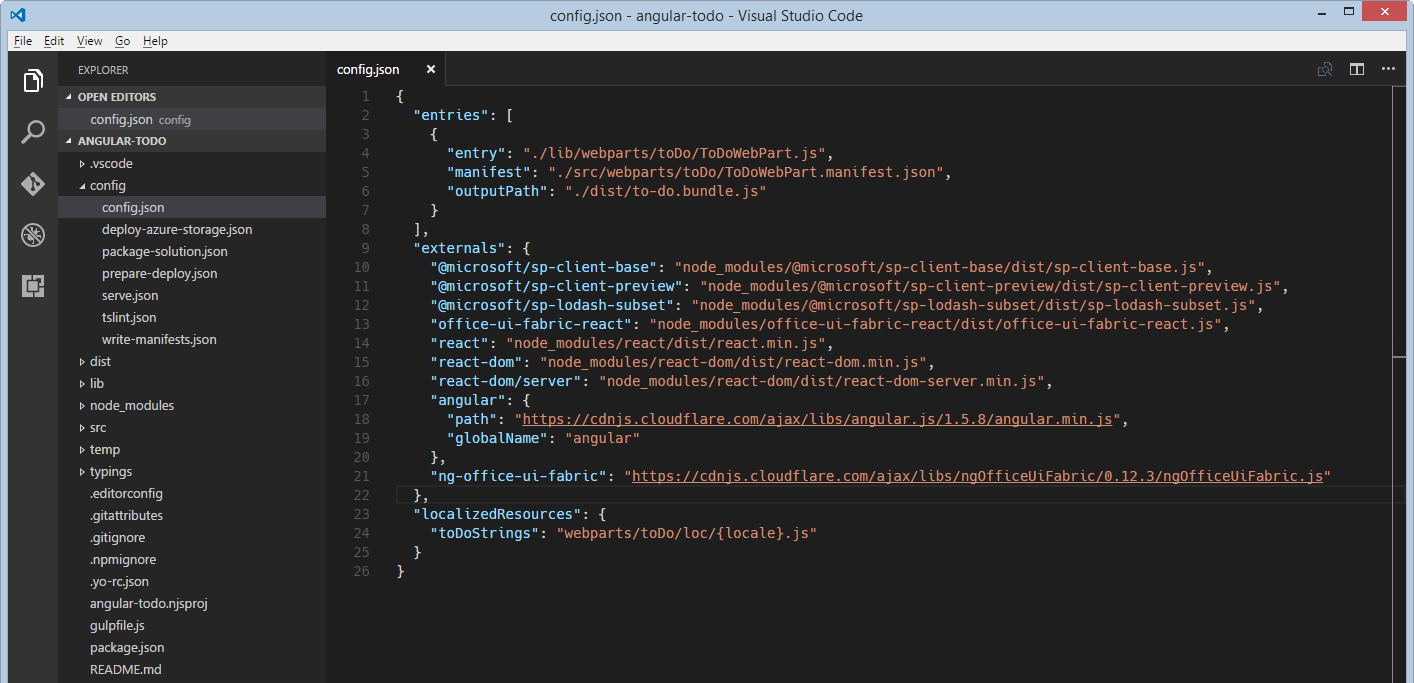 config.json - angular-todo - Visual Studio Code
File Edit View Go Help
EXPLORER
OPEN EDITORS
config.json config
ANGULAR-TODO
.vscode
config
config.json
deploy-azure-storage.json
package-solution.json
prepare-deploy.json
serve.json
tslint.json
write-manifests.json
dist
lib
node_modules
src
temp
typings
.editorconfig
.gitattributes
.gitignore
.npmignore
.yo-rc.json
angular-todo.njsproj
gulpfile.js
package.json
README.md
config.json
1 {
2 "entries": [
3 {
4 "entry": "./lib/webparts/toDo/ToDoWebPart.js",
5 "manifest": "./src/webparts/toDo/ToDoWebPart.manifest.json",
6 "outputPath": "./dist/to-do.bundle.js"
7 }
8 ],
9 "externals": {
10 "@microsoft/sp-client-base": "node_modules/@microsoft/sp-client-base/dist/sp-client-base.js",
11 "@microsoft/sp-client-preview": "node_modules/@microsoft/sp-client-preview/dist/sp-client-preview.js",
12 "@microsoft/sp-lodash-subset": "node_modules/@microsoft/sp-lodash-subset/dist/sp-lodash-subset.js",
13 "office-ui-fabric-react": "node_modules/office-ui-fabric-react/dist/office-ui-fabric-react.js",
14 "react": "node_modules/react/dist/react.min.js",
15 "react-dom": "node_modules/react-dom/dist/react-dom.min.js",
16 "react-dom/server": "node_modules/react-dom/dist/react-dom-server.min.js",
17 "angular": {
18 "path": "https://cdnjs.cloudflare.com/ajax/libs/angular.js/1.5.8/angular.min.js",
19 "globalName": "angular"
20 },
21 "ng-office-ui-fabric": "https://cdnjs.cloudflare.com/ajax/libs/ngOfficeUiFabric/0.12.3/ngOfficeUiFabric.js"
22 },
23 "localizedResources": {
24 "toDoStrings": "webparts/toDo/loc/{locale}.js"
25 }
26 }